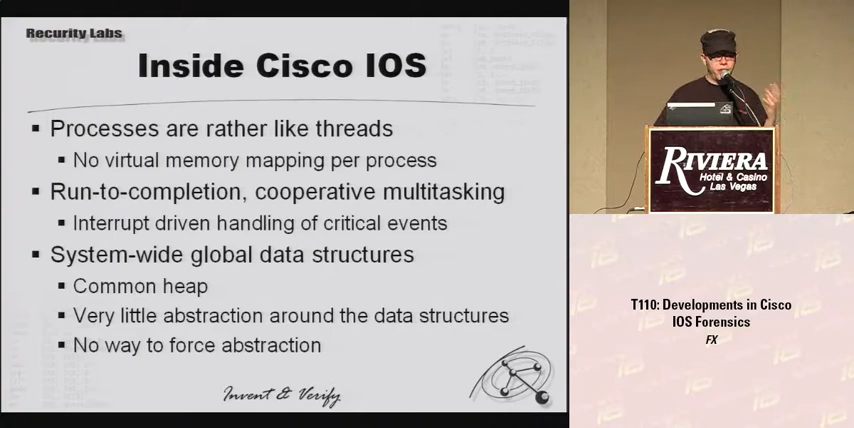 Recurity Labs
Inside Cisco IOS
Processes are rather like threads
No virtual memory mapping per process
Run-to-completion, cooperative multitasking
Interrupt driven handling of critical events
System-wide global data structures
Common heap
Very little abstraction around the data structures
No way to force abstraction
Invent & Verify
RIVIERA
Hotel & Casino
Las Vegas
T110: Developments in Cisco
IOS Forensics
FX